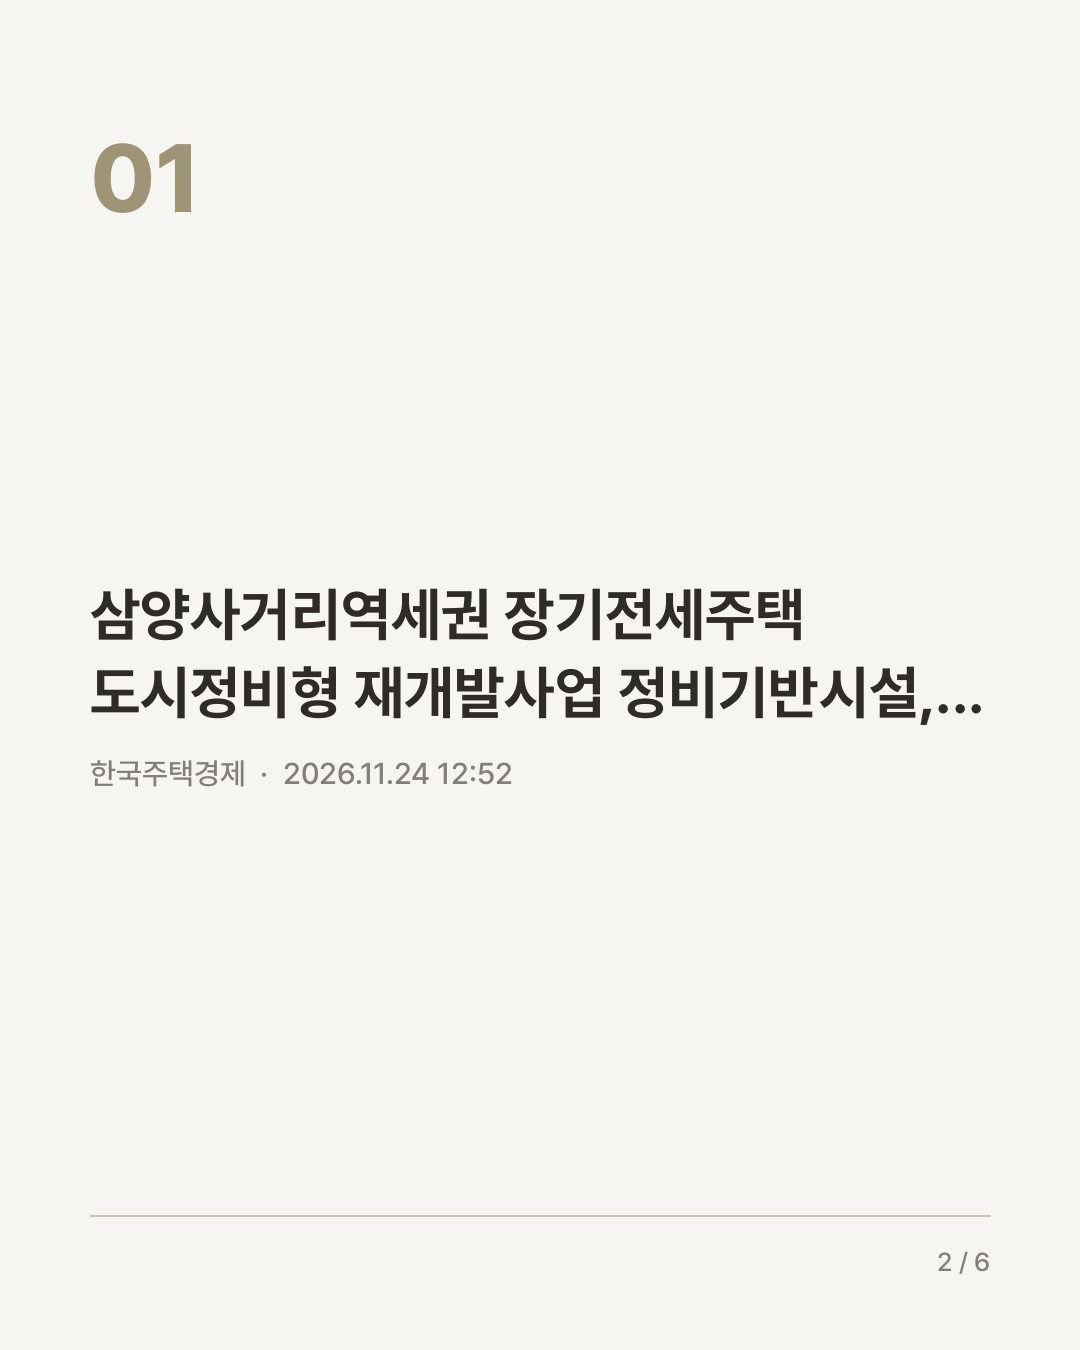 01
삼양사거리역세권 장기전세주택
도시정비형 재개발사업 정비기반시설,...
한국주택경제 · 2026.11.24 12:52
2 / 6